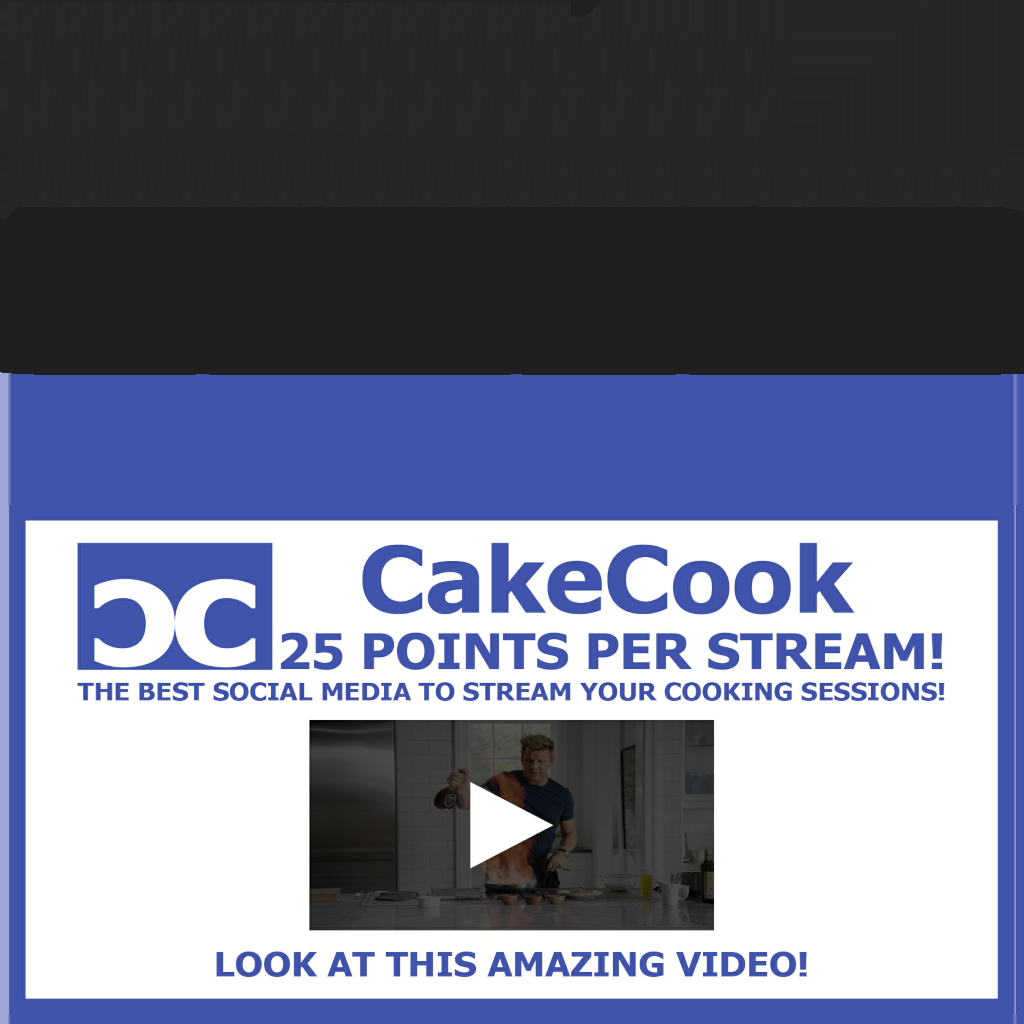 CakeCook
25 POINTS PER STREAM!
THE BEST SOCIAL MEDIA TO STREAM YOUR COOKING SESSIONS!
LOOK AT THIS AMAZING VIDEO!